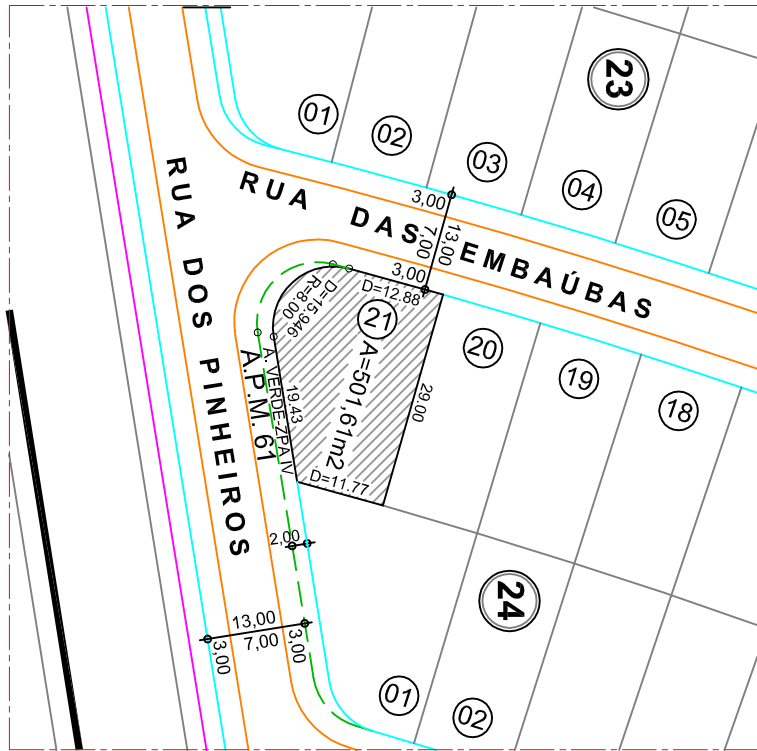 23
01
02
03
04
05
RUA DAS EMBAÚBAS
3,00
7,00
13,00
3,00
RUA DOS PINHEIROS
D=12.88
D=15.946
R=8.00
21
A=501,61m2
29.00
19.43
D=11.77
A. VERDE-ZPA IV
A.P.M. 61
20
19
18
2,00
24
13,00
7,00
3,00
3,00
01
02